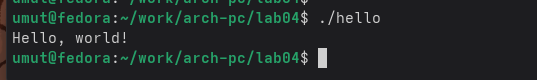 umut@fedora:~/work/arch-pc/lab04$ ./hello
Hello, world!
umut@fedora:~/work/arch-pc/lab04$